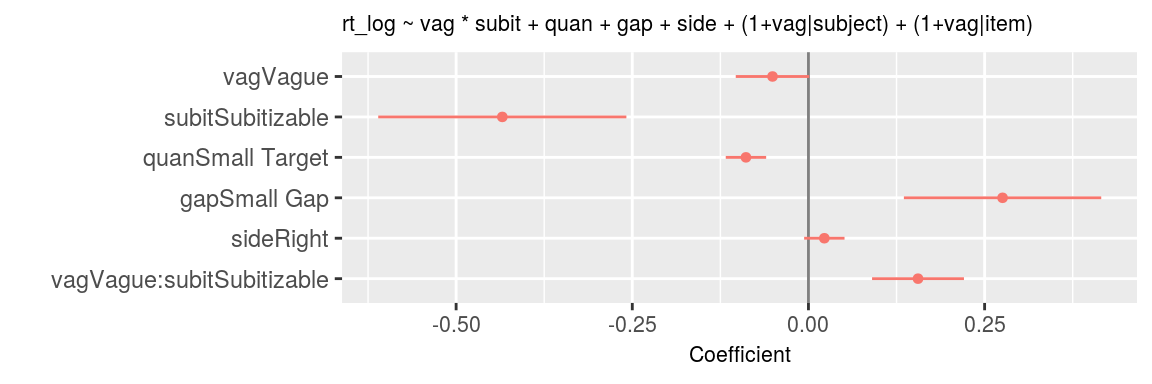 rt_log ~ vag * subit + quan + gap + side + (1+vag|subject) + (1+vag|item)
vagVague
subitSubitizable
quanSmall Target
gapSmall Gap
sideRight
vagVague:subitSubitizable
-0.50 -0.25 0.00 0.25
Coefficient